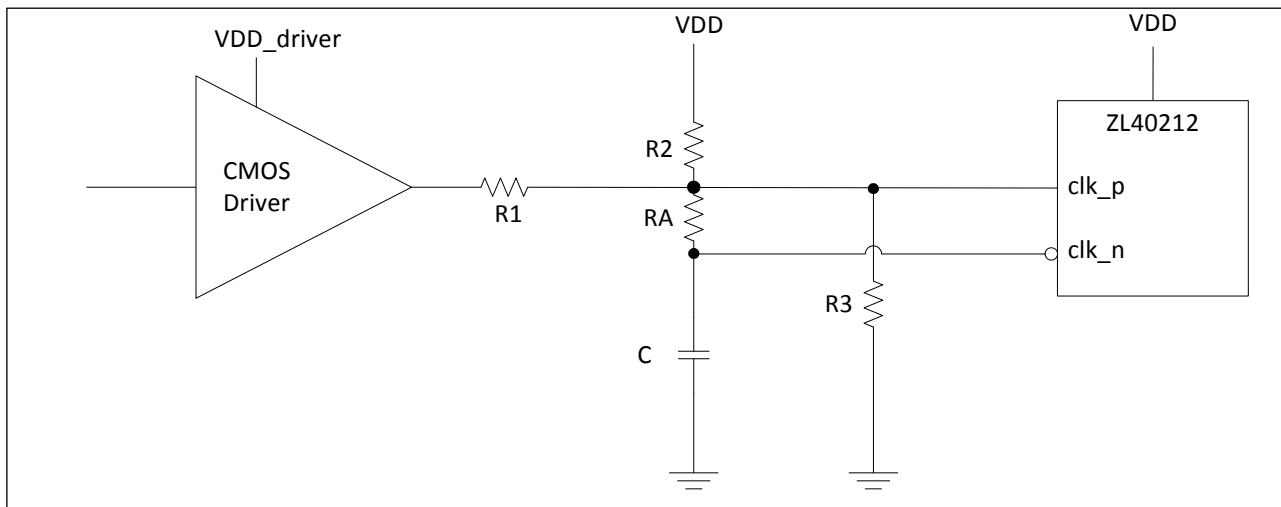 VDD_driver
VDD
VDD
ZL40212
R2
CMOS
Driver
clk_p
R1
RA
clk_n
R3
C